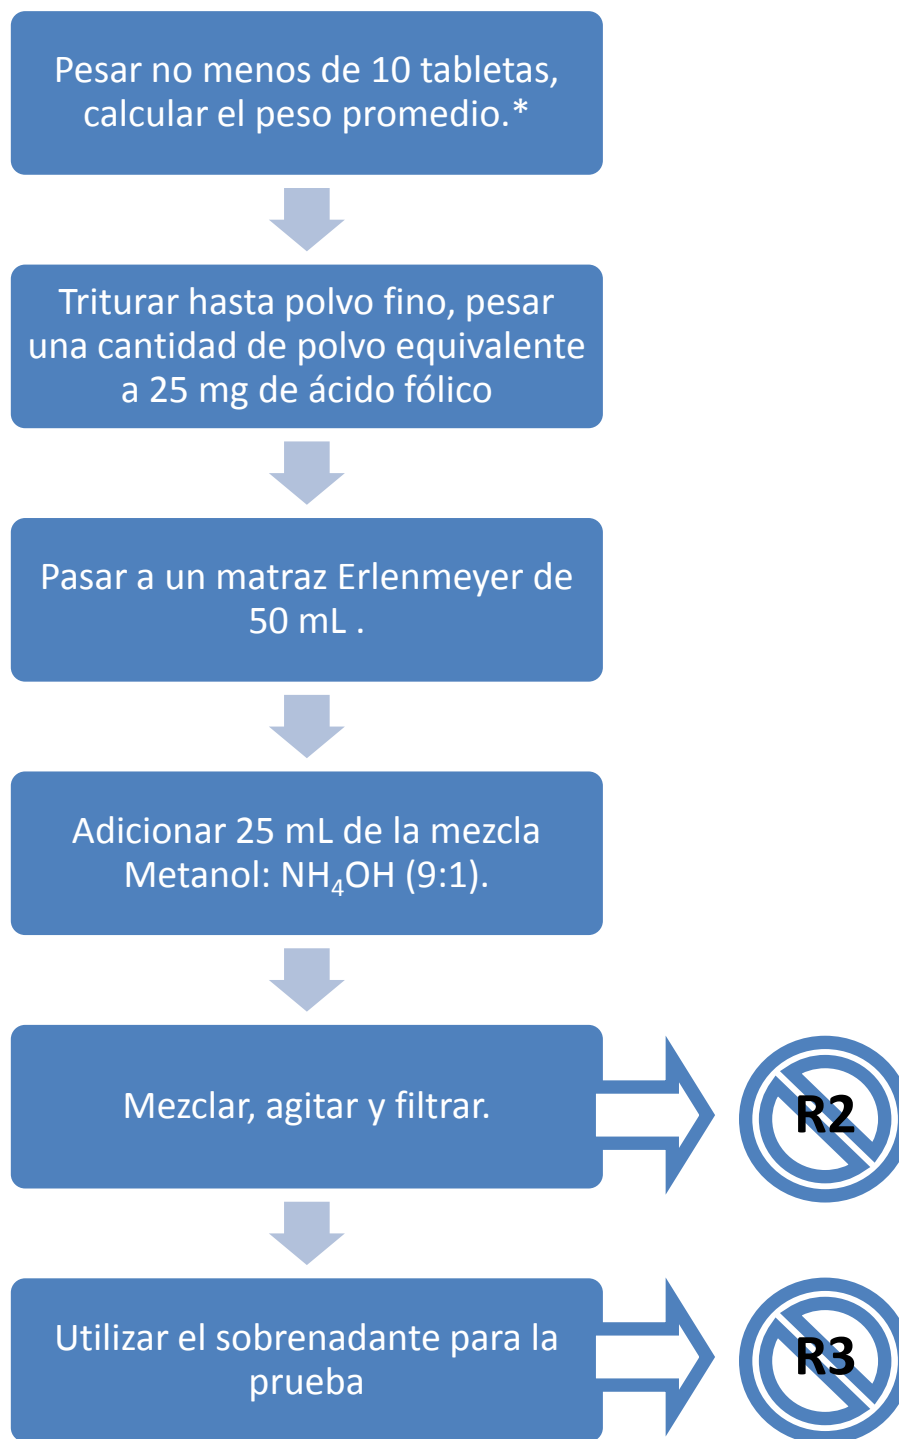 Pesar no menos de 10 tabletas,
calcular el peso promedio.*
Triturar hasta polvo fino, pesar
una cantidad de polvo equivalente
a 25 mg de ácido fólico
Pasar a un matraz Erlenmeyer de
50 mL .
Adicionar 25 mL de la mezcla
Metanol: NH₄OH (9:1).
Mezclar, agitar y filtrar.
R2
Utilizar el sobrenadante para la
prueba
R3